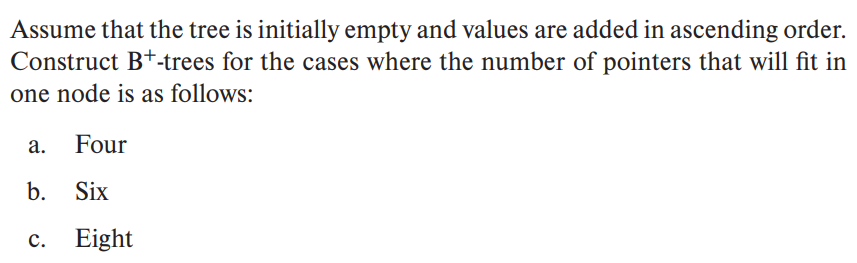 Assume that the tree is initially empty and values are added in ascending order.
Construct B⁺-trees for the cases where the number of pointers that will fit in
one node is as follows:
a. Four
b. Six
c. Eight